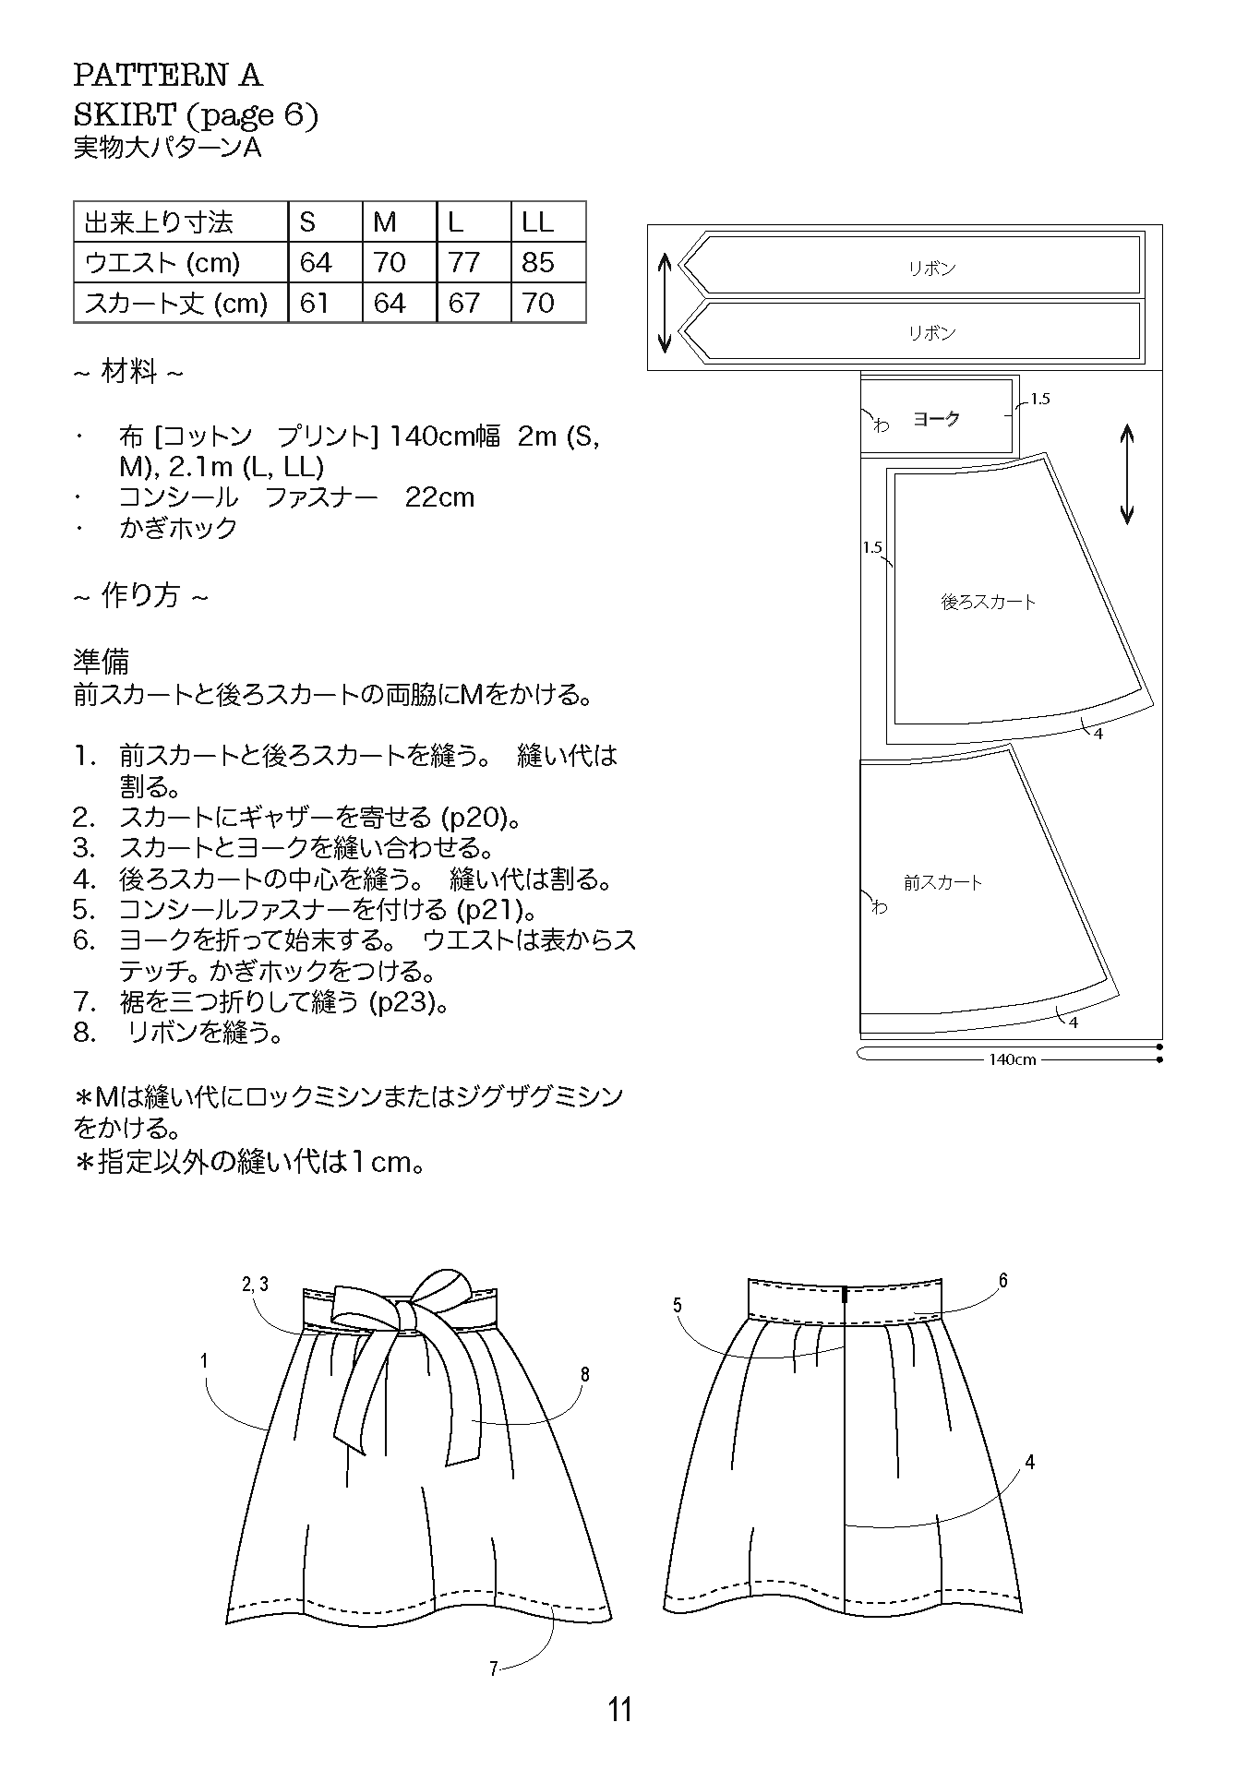 PATTERN A
SKIRT (page 6)
実物大パターンA
出来上り寸法 S M L LL
ウエスト (cm) 64 70 77 85
スカート丈 (cm) 61 64 67 70
~ 材料 ~
・ 布 [コットン　プリント] 140cm幅 2m (S,
M), 2.1m (L, LL)
・ コンシール　ファスナー　22cm
・ かぎホック
~ 作り方 ~
準備
前スカートと後ろスカートの両脇にMをかける。
1. 前スカートと後ろスカートを縫う。　縫い代は
割る。
2. スカートにギャザーを寄せる (p20)。
3. スカートとヨークを縫い合わせる。
4. 後ろスカートの中心を縫う。　縫い代は割る。
5. コンシールファスナーを付ける (p21)。
6. ヨークを折って始末する。　ウエストは表からス
テッチ。かぎホックをつける。
7. 裾を三つ折りして縫う (p23)。
8. リボンを縫う。
＊Mは縫い代にロックミシンまたはジグザグミシン
をかける。
＊指定以外の縫い代は1cm。
リボン
リボン
1.5
わ ヨーク
1.5
後ろスカート
4
前スカート
わ
4
140cm
2, 3
1
8
7
5
6
4
11